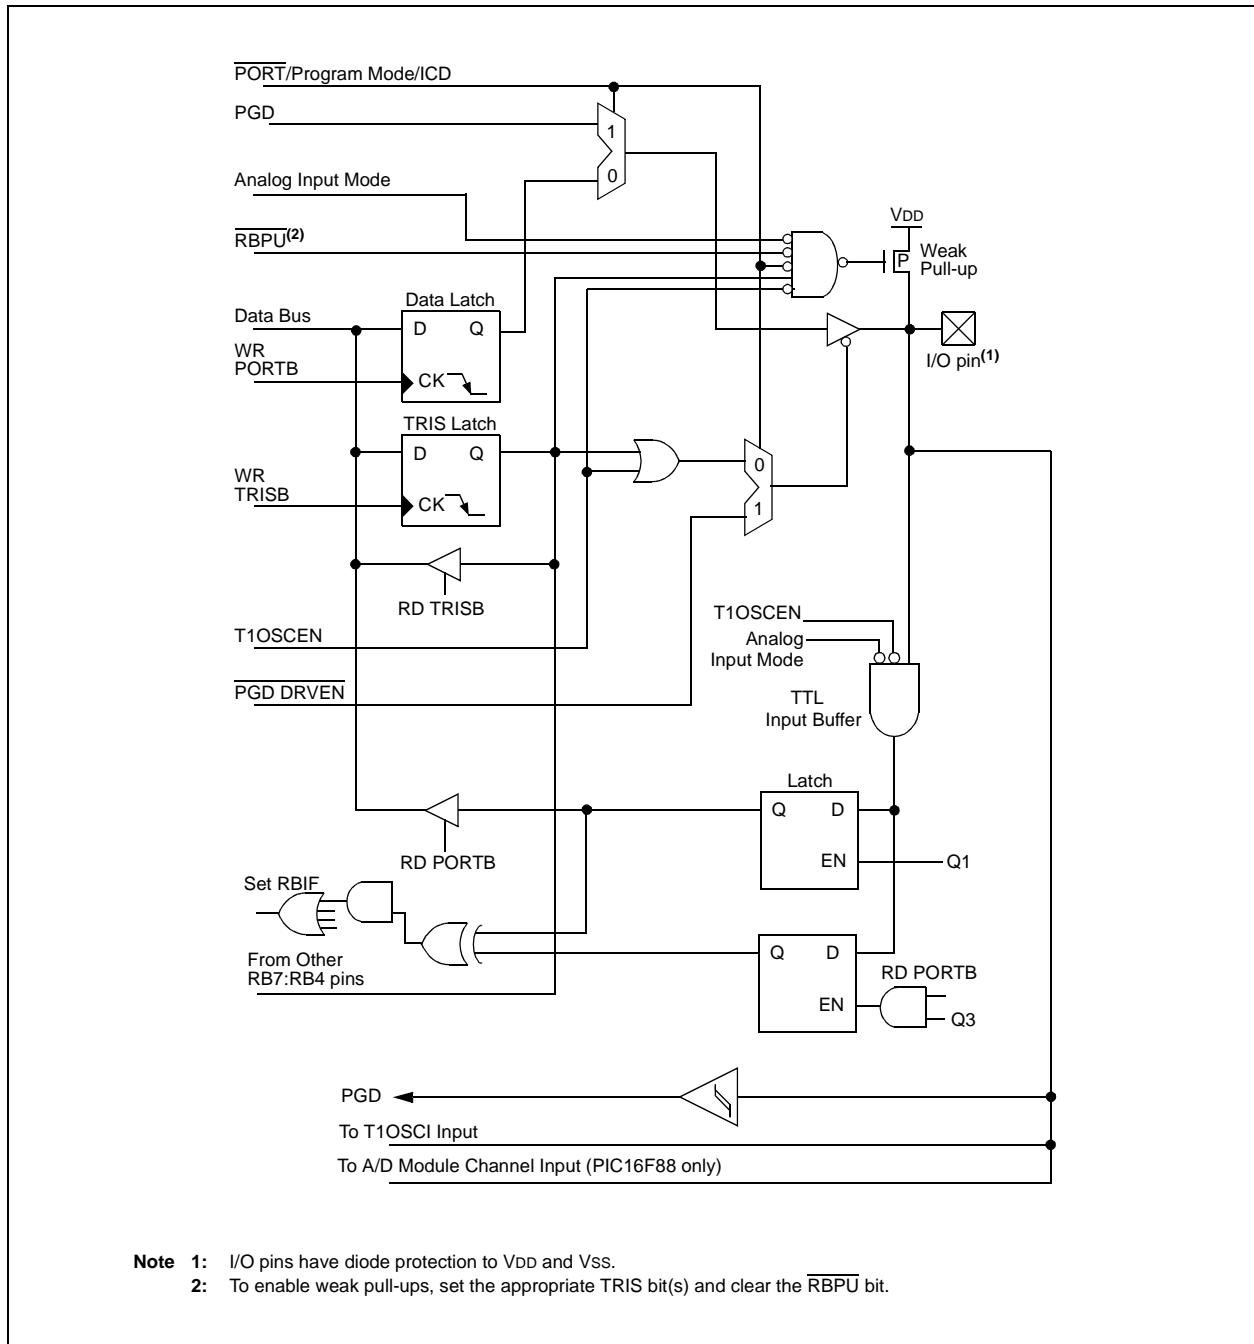 PORT/Program Mode/ICD
PGD
1
Analog Input Mode
0
VDD
RBPU(2)
Weak
Pull-up
P
Data Latch
Data Bus
D Q
WR
PORTB
CK
I/O pin(1)
TRIS Latch
D Q
0
WR
TRISB
CK
1
RD TRISB
T1OSCEN
T1OSCEN
Analog
Input Mode
PGD DRVEN
TTL
Input Buffer
Latch
Q D
RD PORTB
EN
Q1
Set RBIF
From Other
RB7:RB4 pins
Q D
RD PORTB
EN
Q3
PGD
To T1OSCI Input
To A/D Module Channel Input (PIC16F88 only)
Note 1: I/O pins have diode protection to VDD and VSS.
2: To enable weak pull-ups, set the appropriate TRIS bit(s) and clear the RBPU bit.